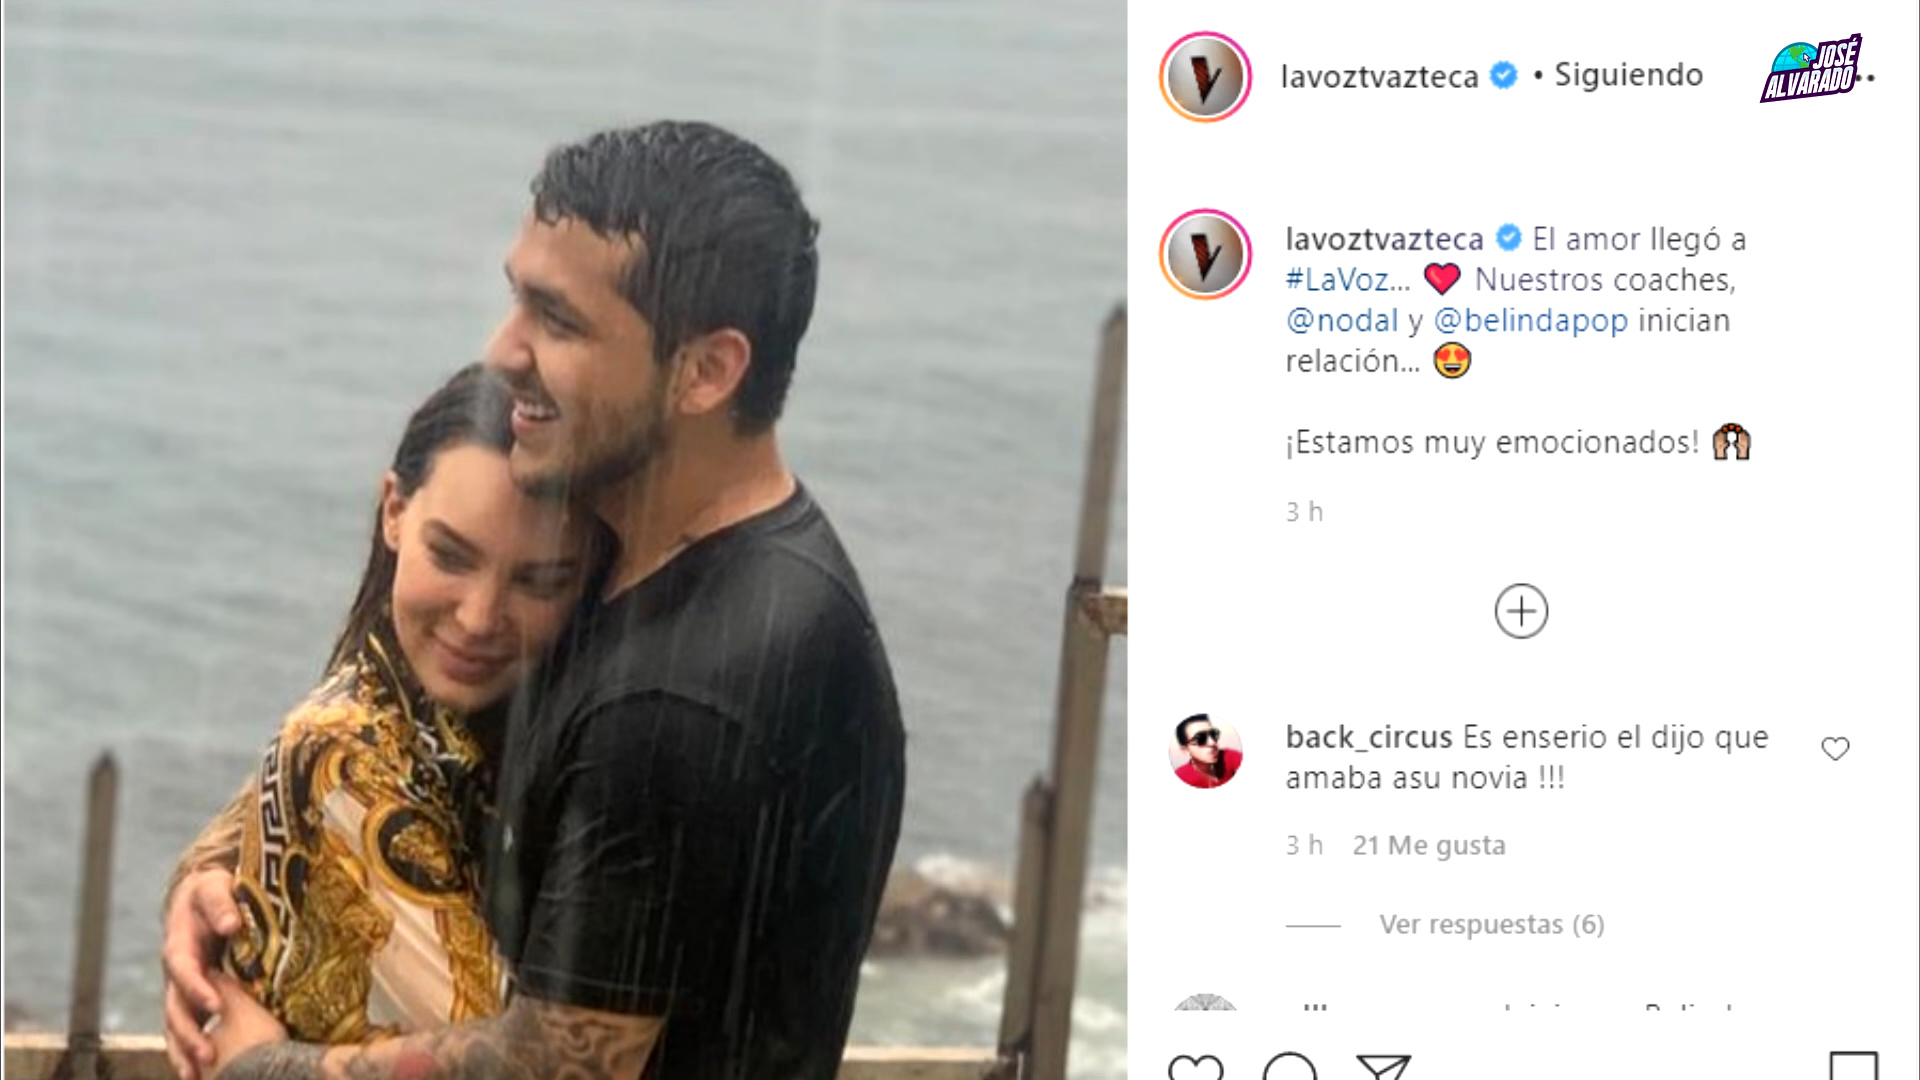 lavoztvazteca • Siguiendo
JOSÉ
ALVARADO
lavoztvazteca El amor llegó a
#LaVoz... ❤️ Nuestros coaches,
@nodal y @belindapop inician
relación... 😍
¡Estamos muy emocionados! 🙌
3 h
back_circus Es enserio el dijo que
amaba asu novia !!!
3 h 21 Me gusta
Ver respuestas (6)